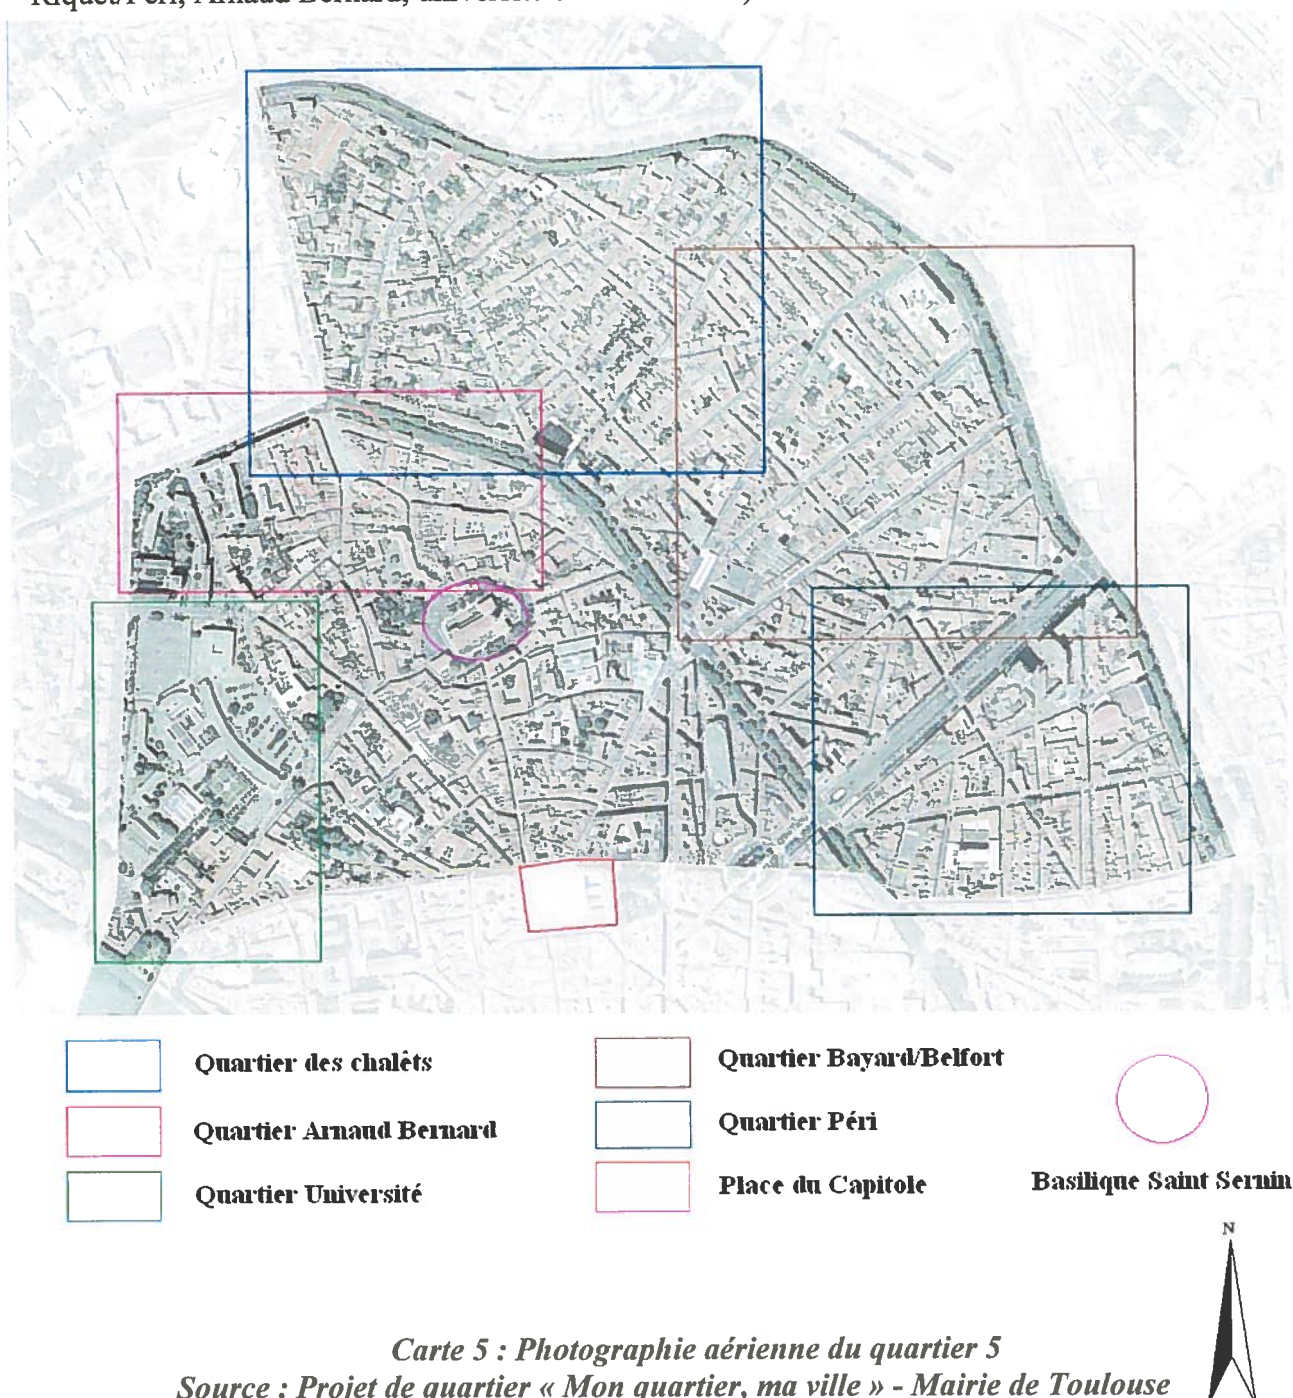 Quartier des chalêts
Quartier Arnaud Bernard
Quartier Université
Quartier Bayard/Belfort
Quartier Péri
Place du Capitole
Basilique Saint Sernin
N
Carte 5 : Photographie aérienne du quartier 5
Source : Projet de quartier « Mon quartier, ma ville » - Mairie de Toulouse